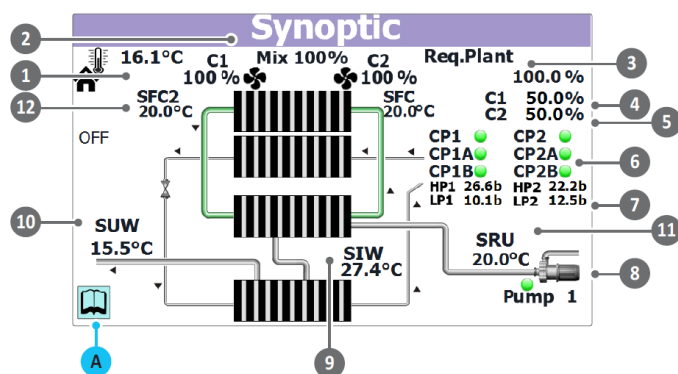 Synoptic
2
16.1°C
C1
Mix 100%
C2
Req.Plant
3
1
100 %
100 %
100.0 %
12
SFC2
20.0°C
SFC
20.0°C
C1 50.0%
4
C2 50.0%
5
OFF
CP1
CP2
CP1A
CP2A
6
CP1B
CP2B
HP1 26.6b
HP2 22.2b
LP1 10.1b
LP2 12.5b
7
10
SUW
15.5°C
SIW
27.4°C
SRU
20.0°C
11
8
Pump 1
A
9